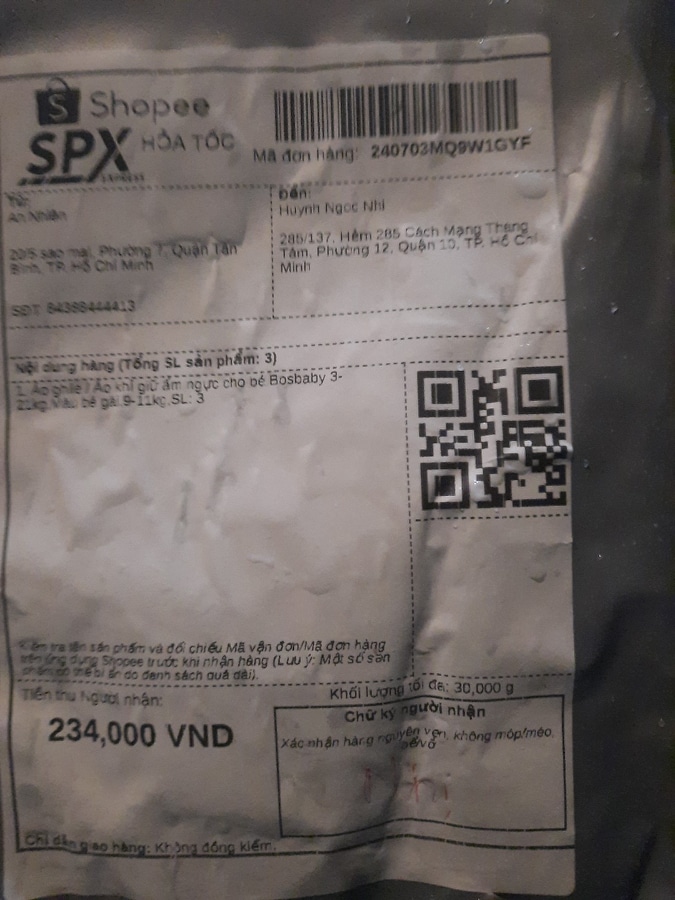 Shopee
SPX HỎA TỐC
EXPRESS
Mã đơn hàng: 240703MQ9W1GYF
Từ:
An Nhiên
20/5 sao mai, Phường 7, Quận Tân
Bình, TP. Hồ Chí Minh
SĐT
Đến:
Huỳnh Ngọc Nhi
285/137, Hẻm 285 Cách Mạng Tháng
Tám, Phường 12, Quận 10, TP. Hồ Chí
Minh
Nội dung hàng (Tổng SL sản phẩm: 3)
1. Áo ghilê / Áo khỉ giữ ấm ngực cho bé Bosbaby 3-
21kg,Màu bé gái,9-11kg,SL: 3
Kiểm tra tên sản phẩm và đối chiếu Mã vận đơn/Mã đơn hàng
trên ứng dụng Shopee trước khi nhận hàng (Lưu ý: Một số sản
phẩm có thể bị ẩn do danh sách quá dài).
Tiền thu Người nhận:
234,000 VND
Khối lượng tối đa: 30,000 g
Chữ ký người nhận
Xác nhận hàng nguyên vẹn, không móp/méo,
bể/vỡ
Nhi
Chỉ dẫn giao hàng: Không đồng kiểm.